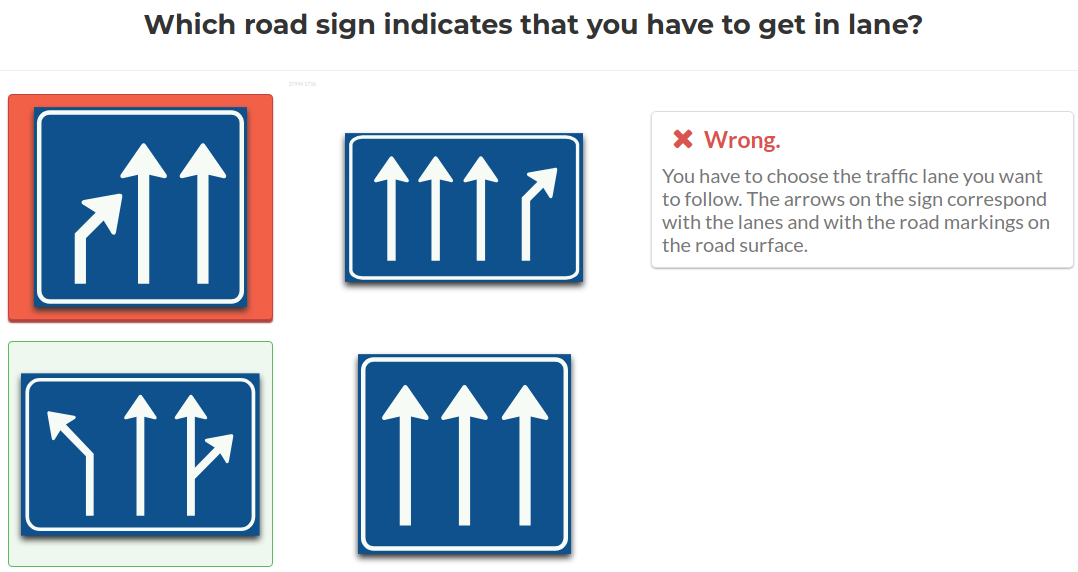 Which road sign indicates that you have to get in lane?
Wrong.
You have to choose the traffic lane you want
to follow. The arrows on the sign correspond
with the lanes and with the road markings on
the road surface.